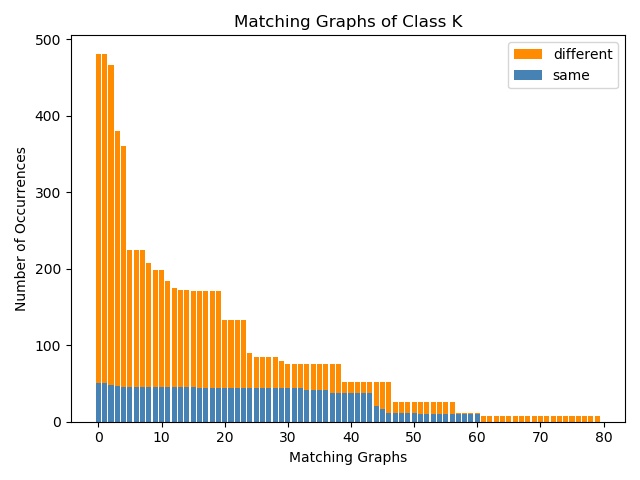 Matching Graphs of Class K
different
same
Number of Occurrences
500
400
300
200
100
0
0 10 20 30 40 50 60 70 80
Matching Graphs